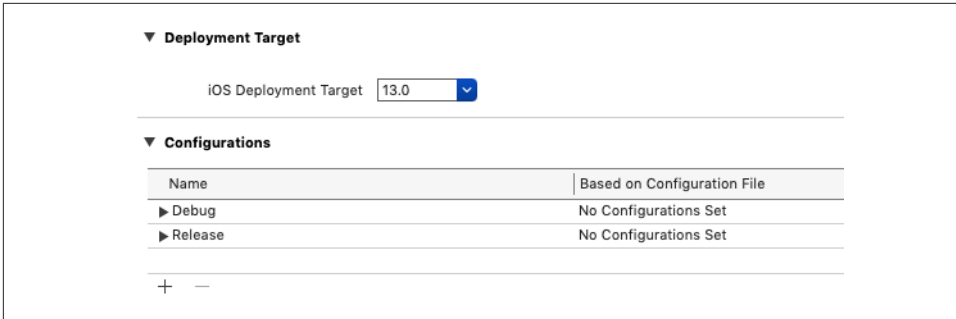 Deployment Target
iOS Deployment Target 13.0
Configurations
Name Based on Configuration File
Debug No Configurations Set
Release No Configurations Set